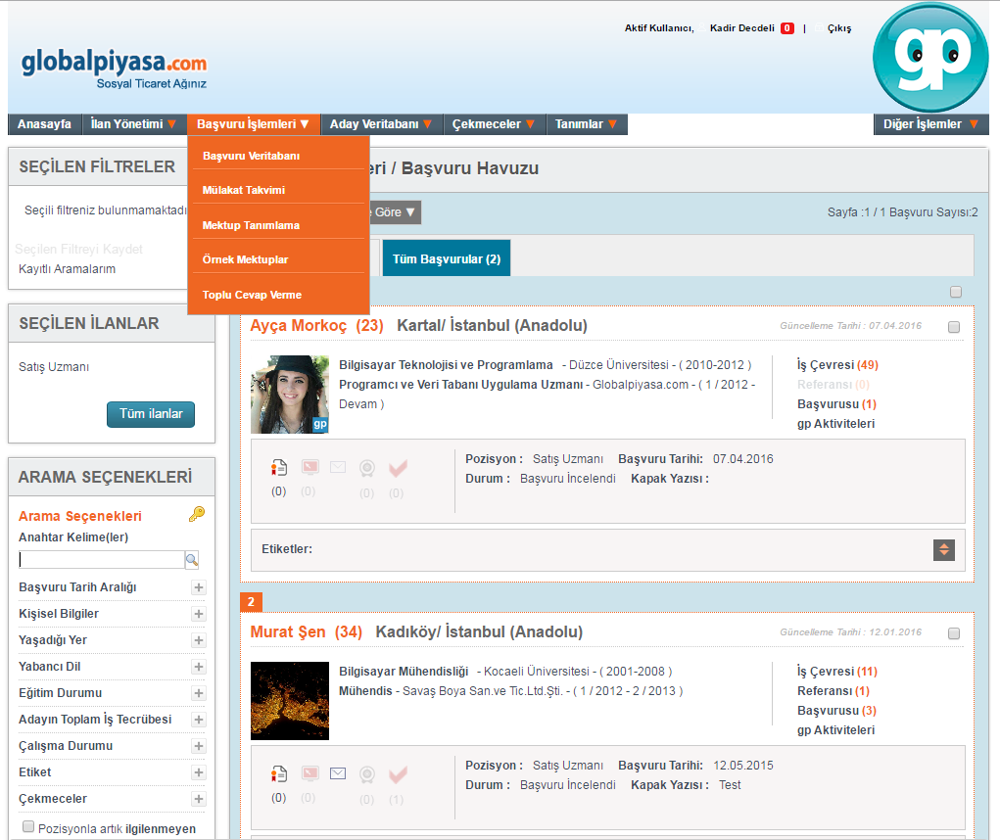 Aktif Kullanıcı, Kadir Decdeli 0 | Çıkış
globalpiyasa.com
Sosyal Ticaret Ağınız
gp
Anasayfa İlan Yönetimi ▼ Başvuru İşlemleri ▼ Aday Veritabanı ▼ Çekmeceler ▼ Tanımlar ▼ Diğer İşlemler ▼
Başvuru Veritabanı
Mülakat Takvimi
Mektup Tanımlama
Örnek Mektuplar
Toplu Cevap Verme
SEÇİLEN FİLTRELER
Seçili filtreniz bulunmamaktadı
Seçilen Filtreyi Kaydet
Kayıtlı Aramalarım
SEÇİLEN İLANLAR
Satış Uzmanı
Tüm ilanlar
ARAMA SEÇENEKLERİ
Arama Seçenekleri
Anahtar Kelime(ler)
Başvuru Tarih Aralığı +
Kişisel Bilgiler +
Yaşadığı Yer +
Yabancı Dil +
Eğitim Durumu +
Adayın Toplam İş Tecrübesi +
Çalışma Durumu +
Etiket +
Çekmeceler +
Pozisyonla artık ilgilenmeyen
eri / Başvuru Havuzu
e Göre ▼ Sayfa :1 / 1 Başvuru Sayısı:2
Tüm Başvurular (2)
Ayça Morkoç (23) Kartal/ İstanbul (Anadolu) Güncelleme Tarihi : 07.04.2016
Bilgisayar Teknolojisi ve Programlama - Düzce Üniversitesi - ( 2010-2012 )
Programcı ve Veri Tabanı Uygulama Uzmanı - Globalpiyasa.com - ( 1 / 2012 -
Devam )
gp
İş Çevresi (49)
Referansı (0)
Başvurusu (1)
gp Aktiviteleri
(0) (0) (0) (0)
Pozisyon : Satış Uzmanı Başvuru Tarihi: 07.04.2016
Durum : Başvuru İncelendi Kapak Yazısı :
Etiketler:
2
Murat Şen (34) Kadıköy/ İstanbul (Anadolu) Güncelleme Tarihi : 12.01.2016
Bilgisayar Mühendisliği - Kocaeli Üniversitesi - ( 2001-2008 )
Mühendis - Savaş Boya San.ve Tic.Ltd.Şti. - ( 1 / 2012 - 2 / 2013 )
İş Çevresi (11)
Referansı (1)
Başvurusu (3)
gp Aktiviteleri
(0) (0) (0) (1)
Pozisyon : Satış Uzmanı Başvuru Tarihi: 12.05.2015
Durum : Başvuru İncelendi Kapak Yazısı : Test